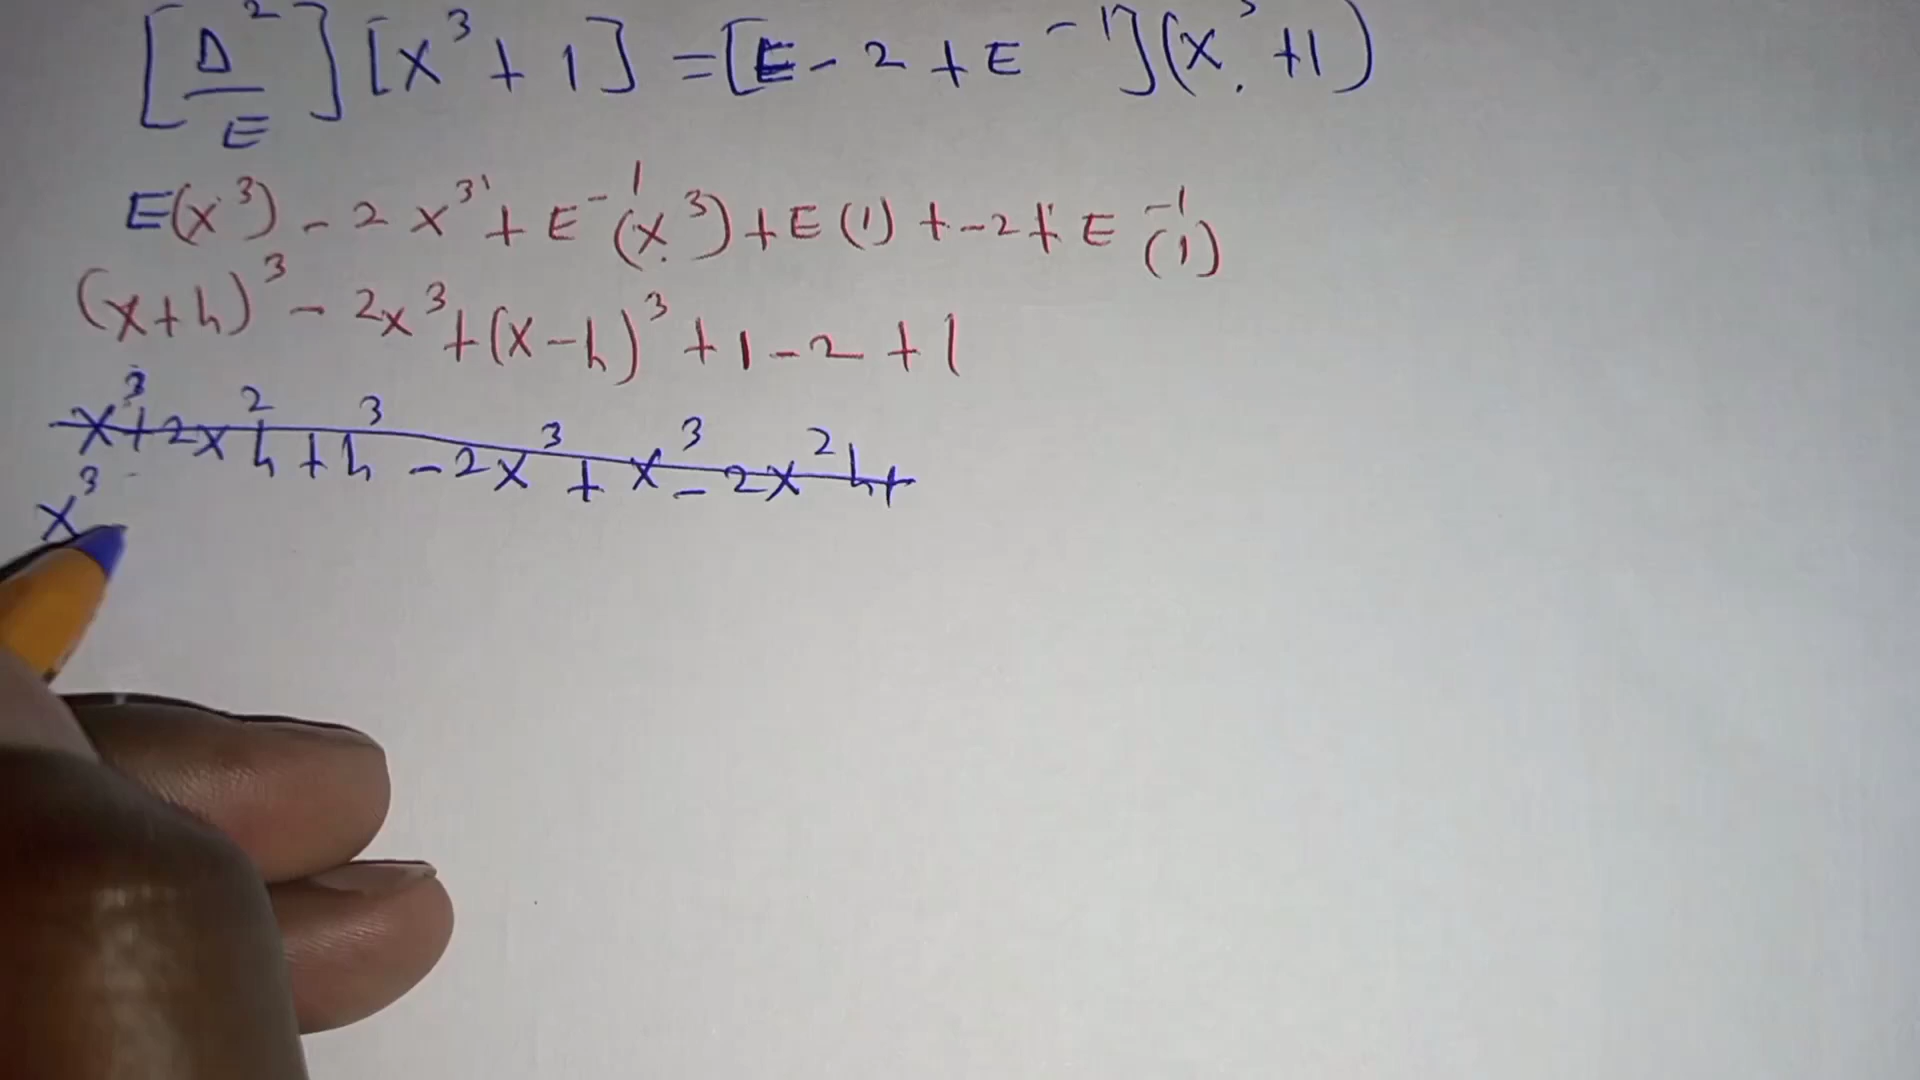 [Δ²/E][x³ + 1] = [E - 2 + E⁻¹](x³ + 1)
E(x³) - 2x³ + E⁻¹(x³) + E(1) + -2 + E⁻¹(1)
(x+h)³ - 2x³ + (x-h)³ + 1 - 2 + 1
x³ + 2x²h + h³ - 2x³ + x³ - 2x²h +
x³